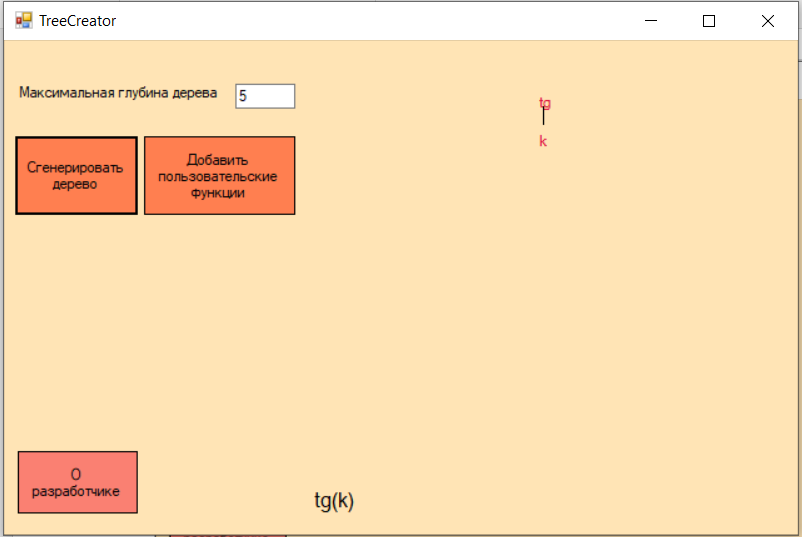 TreeCreator
Максимальная глубина дерева 5
tg
k
Сгенерировать
дерево
Добавить
пользовательские
функции
О
разработчике
tg(k)